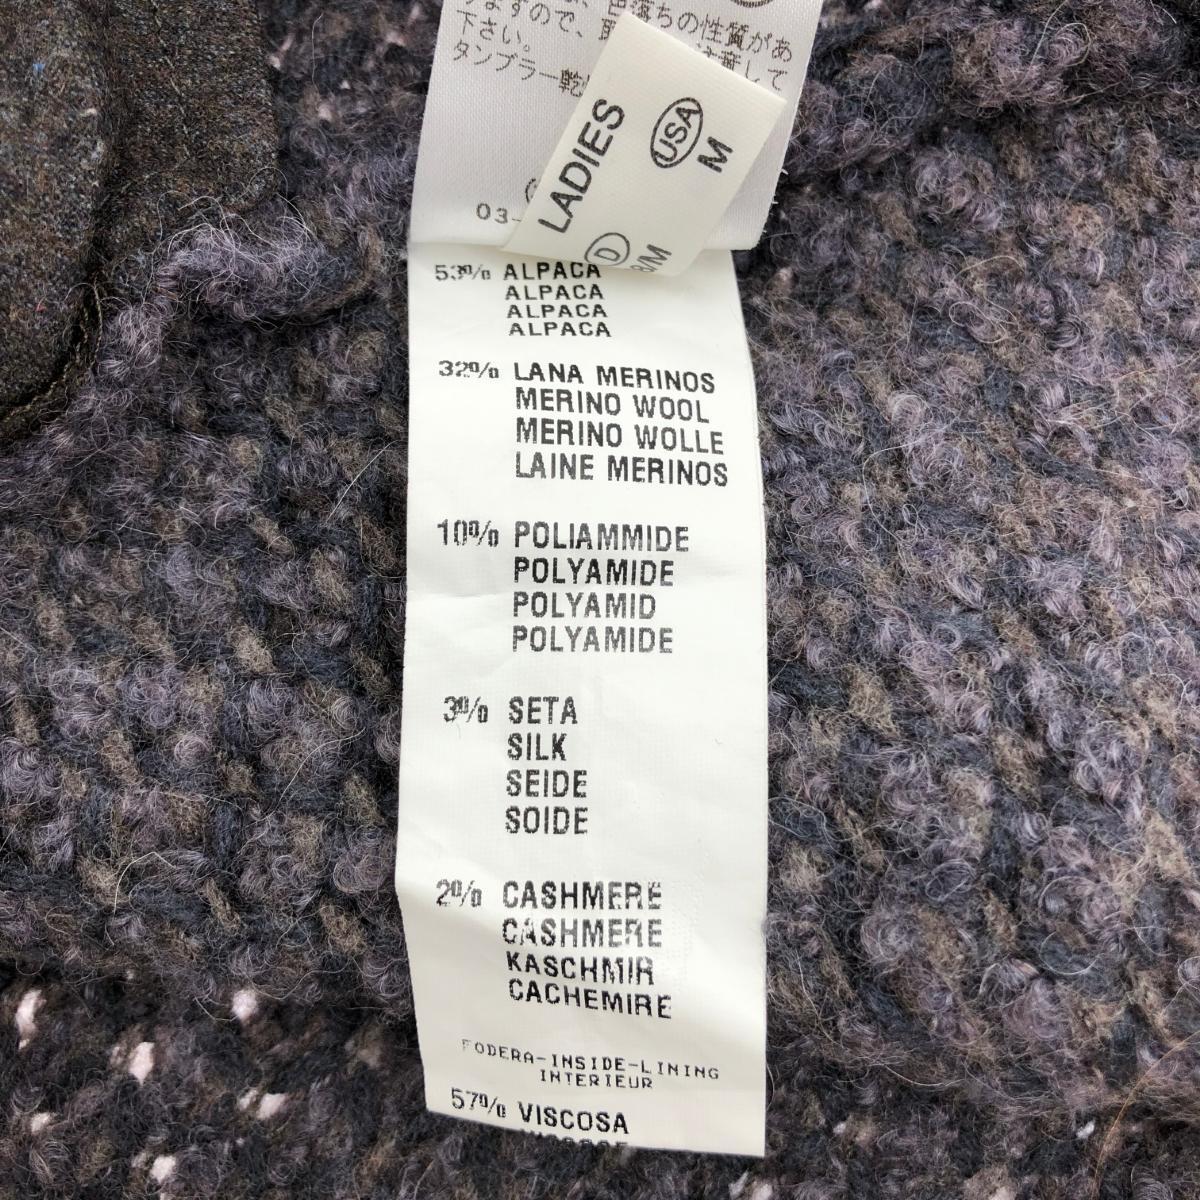 下さい。
タンブラー乾
03-
LADIES
USA
M
D
53% ALPACA
ALPACA
ALPACA
ALPACA
32% LANA MERINOS
MERINO WOOL
MERINO WOLLE
LAINE MERINOS
10% POLIAMMIDE
POLYAMIDE
POLYAMID
POLYAMIDE
3% SETA
SILK
SEIDE
SOIDE
2% CASHMERE
CASHMERE
KASCHMIR
CACHEMIRE
FODERA-INSIDE-LINING
INTERIEUR
57% VISCOSA